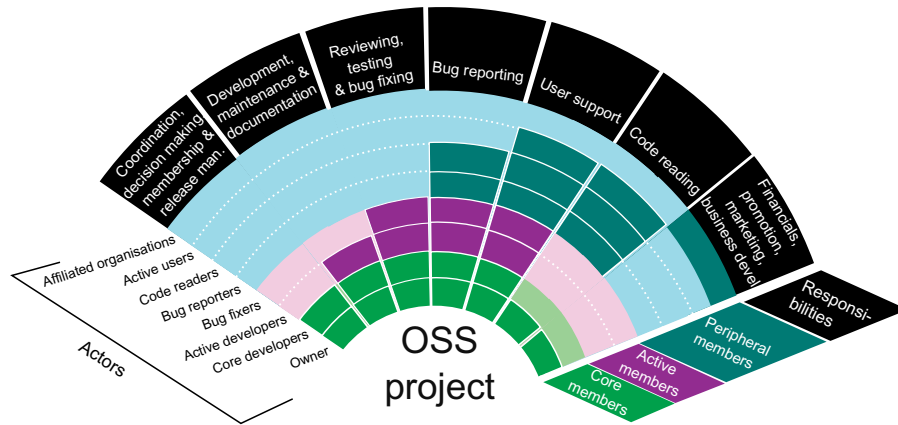 Coordination,
decision making
membership &
release man.
Development,
maintenance &
documentation
Reviewing,
testing
& bug fixing
Bug reporting
User support
Code reading
Financials,
promotion,
marketing,
business devel
Affiliated organisations
Active users
Code readers
Bug reporters
Bug fixers
Active developers
Core developers
Owner
Actors
OSS
project
Core
members
Active
members
Peripheral
members
Responsi-
bilities